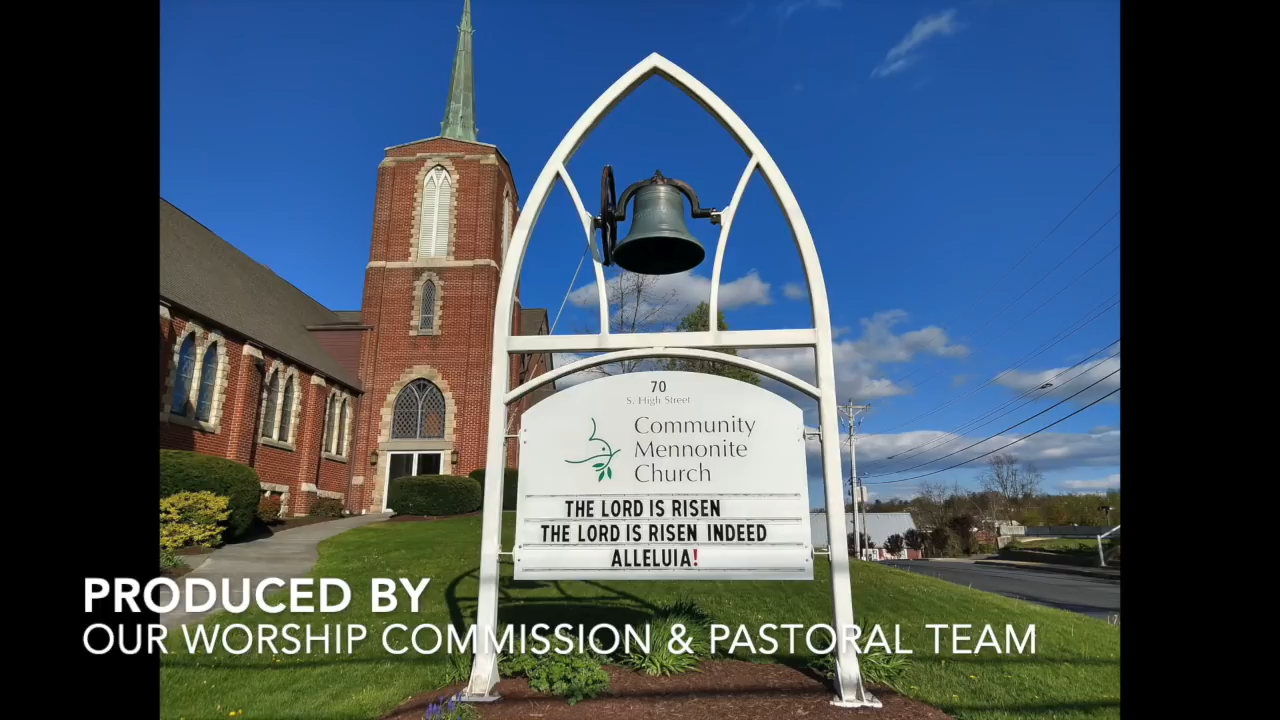 70
S. High Street
Community
Mennonite
Church
THE LORD IS RISEN
THE LORD IS RISEN INDEED
ALLELUIA!
PRODUCED BY
OUR WORSHIP COMMISSION & PASTORAL TEAM